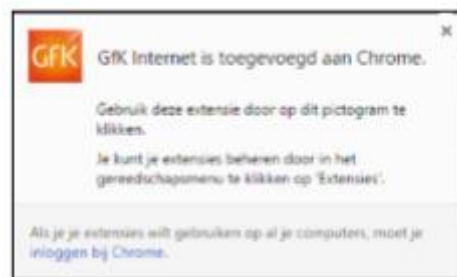 GfK
GfK Internet is toegevoegd aan Chrome.
Gebruik deze extensie door op dit pictogram te
klikken.
Je kunt je extensies beheren door in het
gereedschapsmenu te klikken op 'Extensies'.
Als je je extensies wilt gebruiken op al je computers, moet je
inloggen bij Chrome.